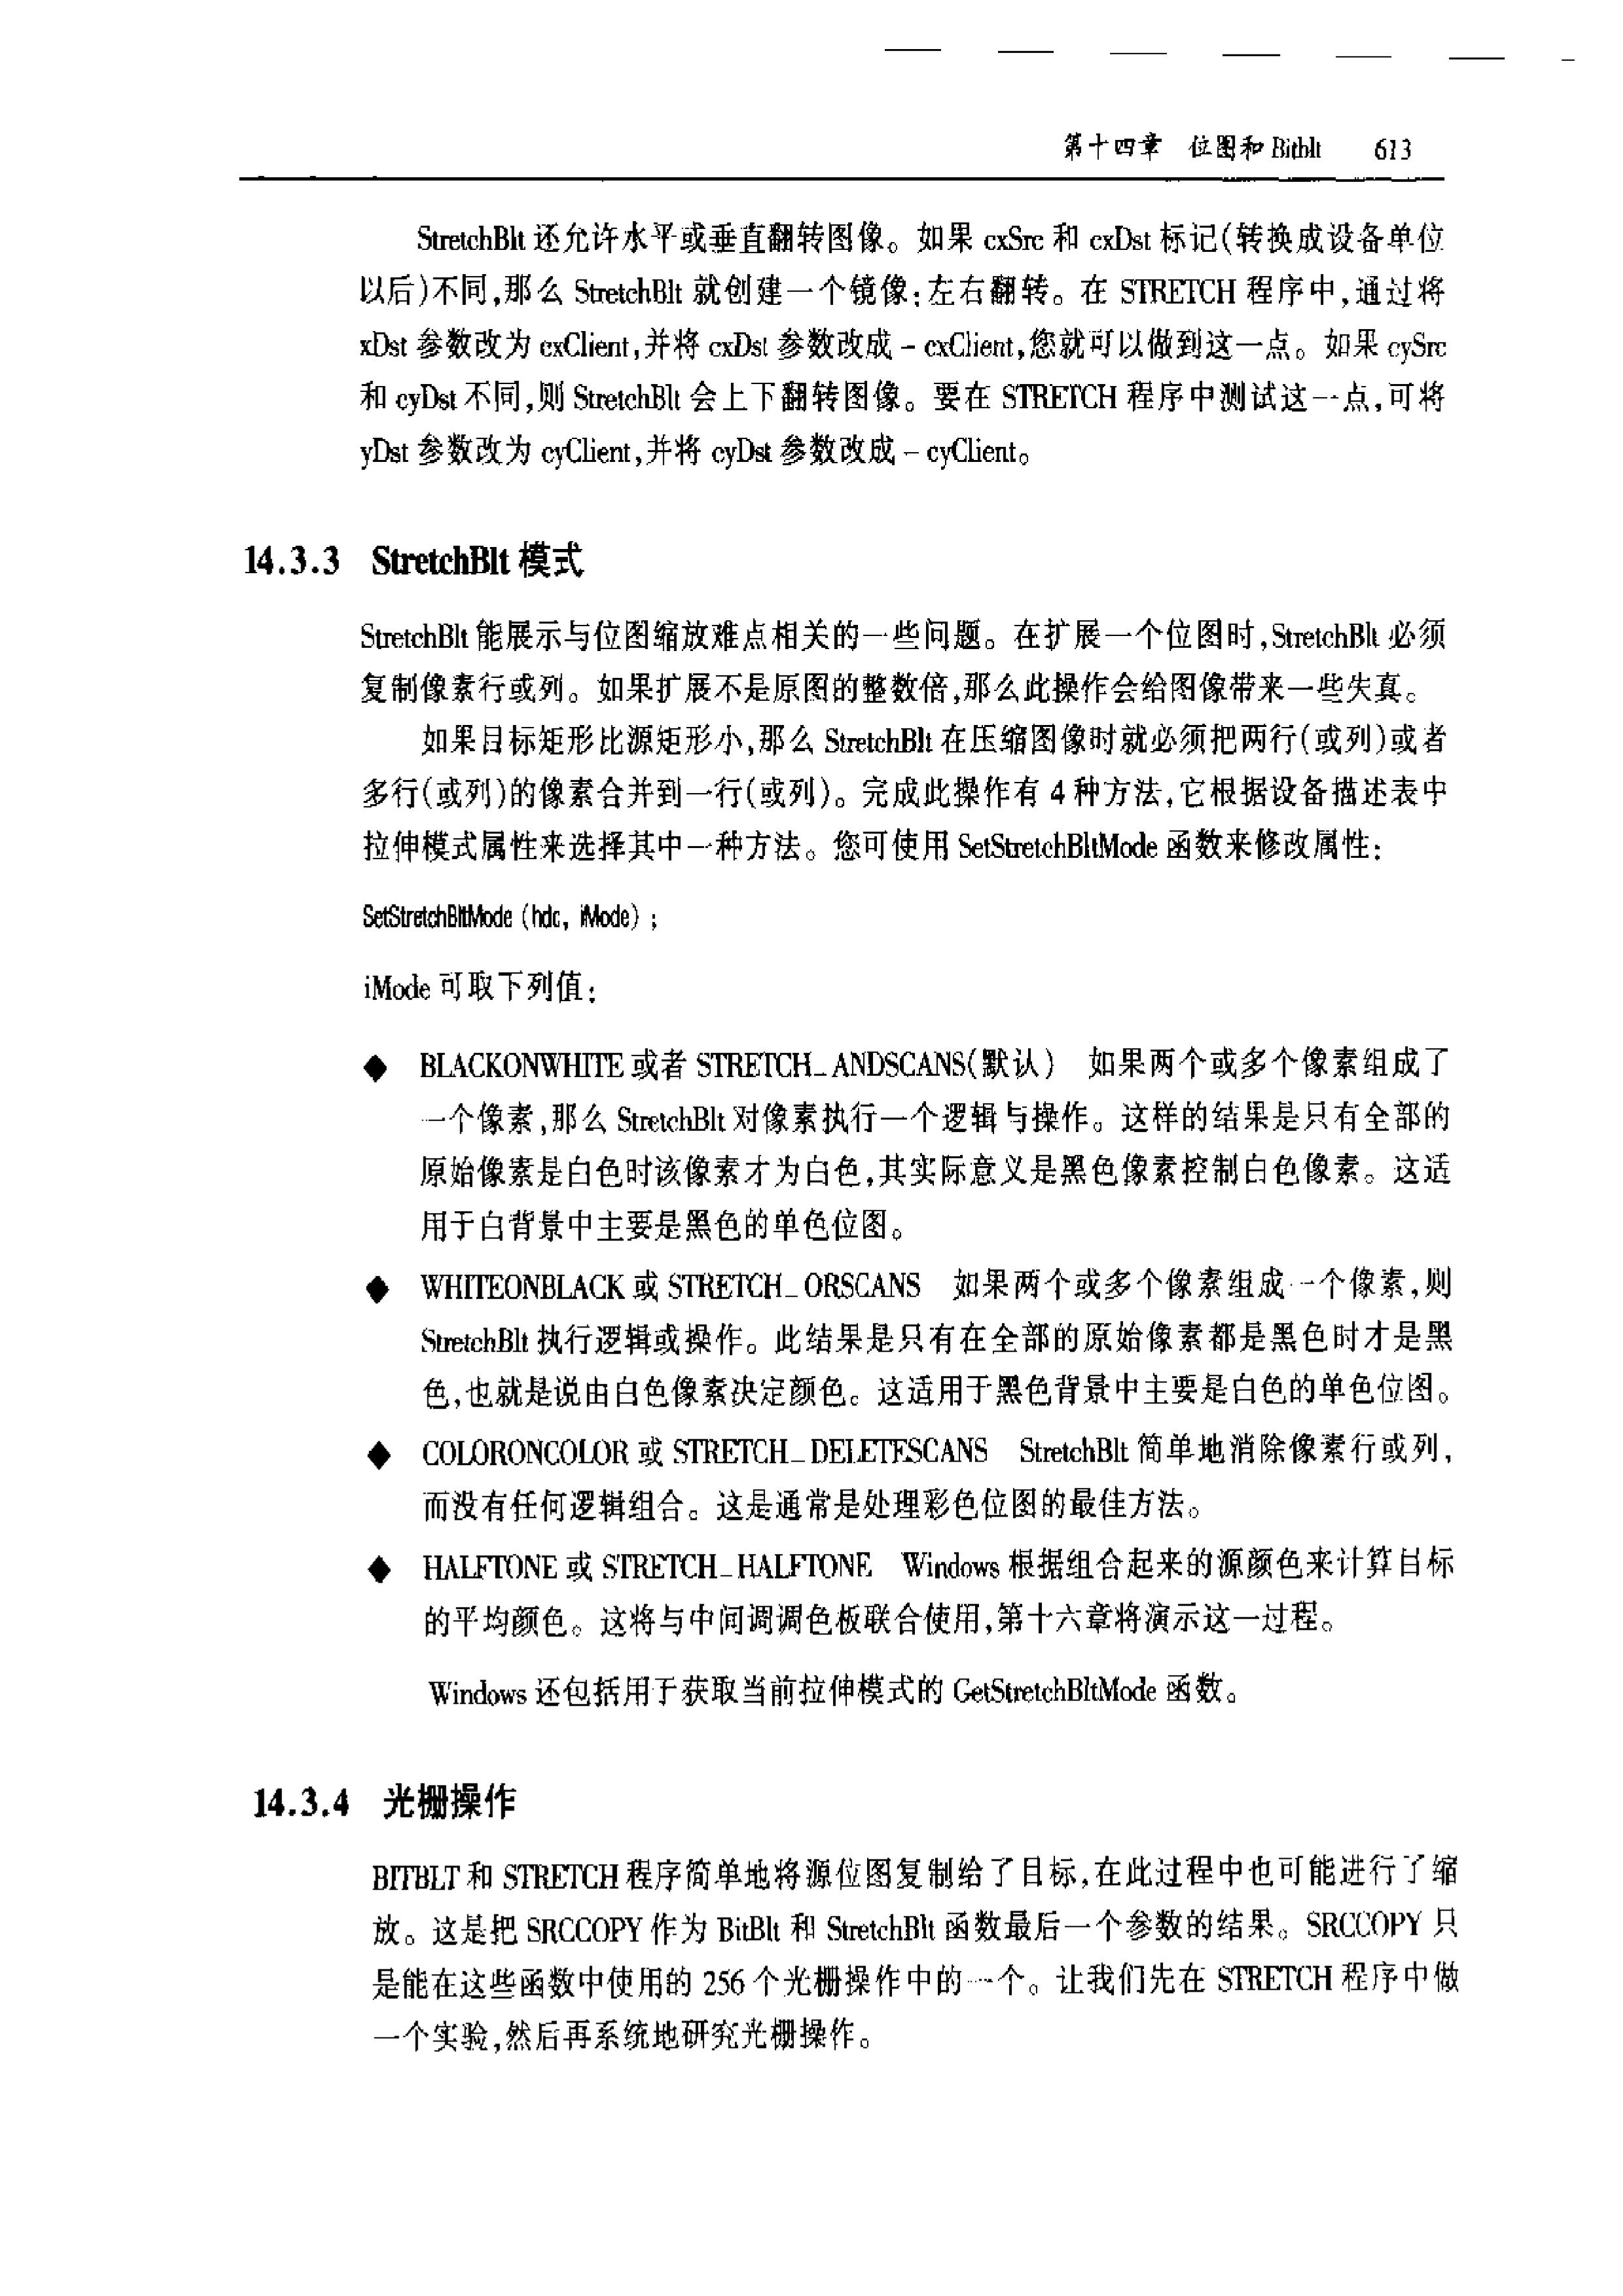 第十四章 位图和 Bitblt 613
StretchBlt 还允许水平或垂直翻转图像。如果 cxSrc 和 cxDst 标记(转换成设备单位
以后)不同,那么 StretchBlt 就创建一个镜像:左右翻转。在 STRETCH 程序中,通过将
xDst 参数改为 cxClient,并将 cxDst 参数改成 - cxClient,您就可以做到这一点。如果 cySrc
和 cyDst 不同,则 StretchBlt 会上下翻转图像。要在 STRETCH 程序中测试这一点,可将
yDst 参数改为 cyClient,并将 cyDst 参数改成 - cyClient。
14.3.3 StretchBlt 模式
StretchBlt 能展示与位图缩放难点相关的一些问题。在扩展一个位图时,StretchBlt 必须
复制像素行或列。如果扩展不是原图的整数倍,那么此操作会给图像带来一些失真。
如果目标矩形比源矩形小,那么 StretchBlt 在压缩图像时就必须把两行(或列)或者
多行(或列)的像素合并到一行(或列)。完成此操作有 4 种方法,它根据设备描述表中
拉伸模式属性来选择其中一种方法。您可使用 SetStretchBltMode 函数来修改属性:
SetStretchBltMode (hdc, iMode) ;
iMode 可取下列值:
◆ BLACKONWHITE 或者 STRETCH_ANDSCANS(默认) 如果两个或多个像素组成了
一个像素,那么 StretchBlt 对像素执行一个逻辑与操作。这样的结果是只有全部的
原始像素是白色时该像素才为白色,其实际意义是黑色像素控制白色像素。这适
用于白背景中主要是黑色的单色位图。
◆ WHITEONBLACK 或 STRETCH_ORSCANS 如果两个或多个像素组成一个像素,则
StretchBlt 执行逻辑或操作。此结果是只有在全部的原始像素都是黑色时才是黑
色,也就是说由白色像素决定颜色。这适用于黑色背景中主要是白色的单色位图。
◆ COLORONCOLOR 或 STRETCH_DELETESCANS StretchBlt 简单地消除像素行或列,
而没有任何逻辑组合。这是通常是处理彩色位图的最佳方法。
◆ HALFTONE 或 STRETCH_HALFTONE Windows 根据组合起来的源颜色来计算目标
的平均颜色。这将与中间调调色板联合使用,第十六章将演示这一过程。
Windows 还包括用于获取当前拉伸模式的 GetStretchBltMode 函数。
14.3.4 光栅操作
BITBLT 和 STRETCH 程序简单地将源位图复制给了目标,在此过程中也可能进行了缩
放。这是把 SRCCOPY 作为 BitBlt 和 StretchBlt 函数最后一个参数的结果。SRCCOPY 只
是能在这些函数中使用的 256 个光栅操作中的一个。让我们先在 STRETCH 程序中做
一个实验,然后再系统地研究光栅操作。